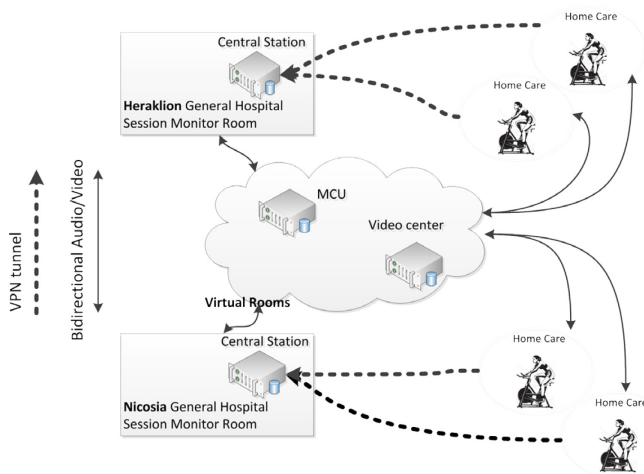 Home Care
Central Station
Heraklion General Hospital
Session Monitor Room
Home Care
MCU
Video center
Virtual Rooms
VPN tunnel
Bidirectional Audio/Video
Central Station
Nicosia General Hospital
Session Monitor Room
Home Care
Home Care